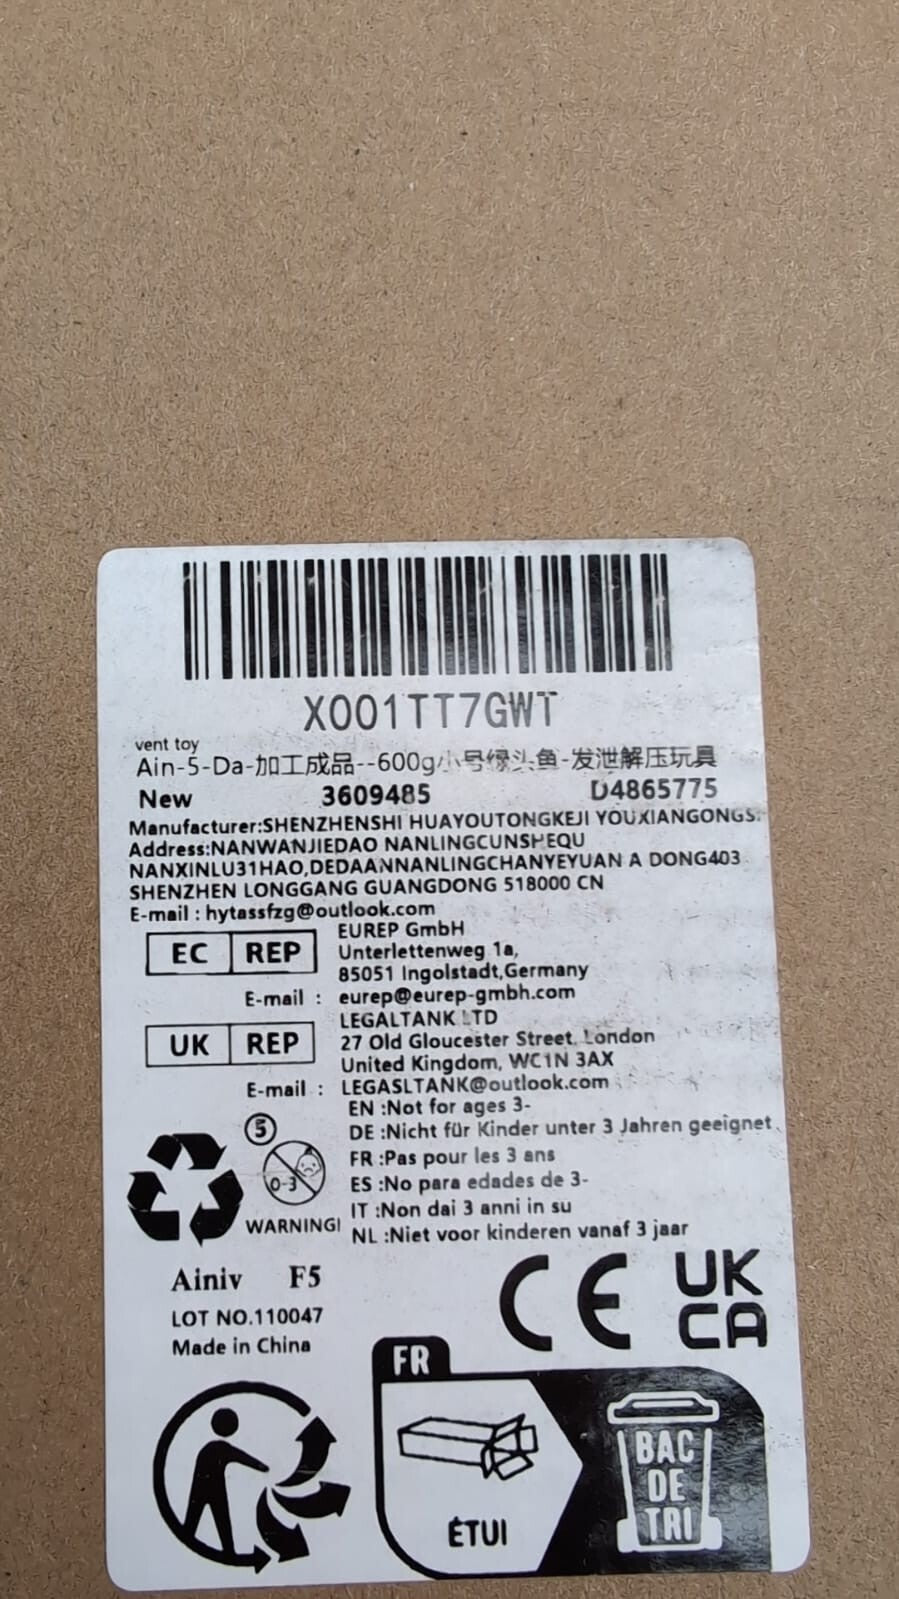 X001TT7GWT
vent toy
Ain-5-Da-加工成品--600g小号绿头鱼-发泄解压玩具
New 3609485 D4865775
Manufacturer:SHENZHENSHI HUAYOUTONGKEJI YOUXIANGONGS
Address:NANWANJIEDAO NANLINGCUNSHEQU
NANXINLU31HAO,DEDAANNANLINGCHANYEYUAN A DONG403
SHENZHEN LONGGANG GUANGDONG 518000 CN
E-mail : hytassfzg@outlook.com
EC REP EUREP GmbH
Unterlettenweg 1a,
85051 Ingolstadt,Germany
E-mail : eurep@eurep-gmbh.com
UK REP LEGALTANK LTD
27 Old Gloucester Street, London
United Kingdom, WC1N 3AX
E-mail : LEGASLTANK@outlook.com
EN :Not for ages 3-
DE :Nicht für Kinder unter 3 Jahren geeignet
FR :Pas pour les 3 ans
ES :No para edades de 3-
IT :Non dai 3 anni in su
NL :Niet voor kinderen vanaf 3 jaar
5
0-3
WARNING!
Ainiv F5
LOT NO.110047
Made in China
CE
UK
CA
FR
ÉTUI
BAC
DE
TRI